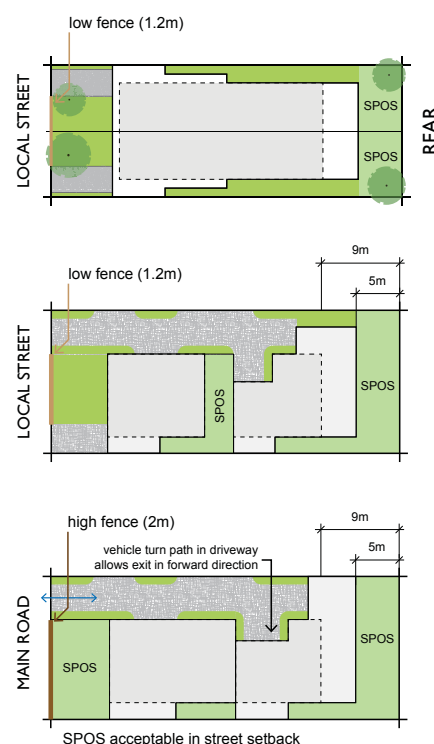 low fence (1.2m)
LOCAL STREET
SPOS
SPOS
REAR
9m
5m
low fence (1.2m)
LOCAL STREET
SPOS
SPOS
9m
5m
high fence (2m)
vehicle turn path in driveway
allows exit in forward direction
MAIN ROAD
SPOS
SPOS
SPOS acceptable in street setback